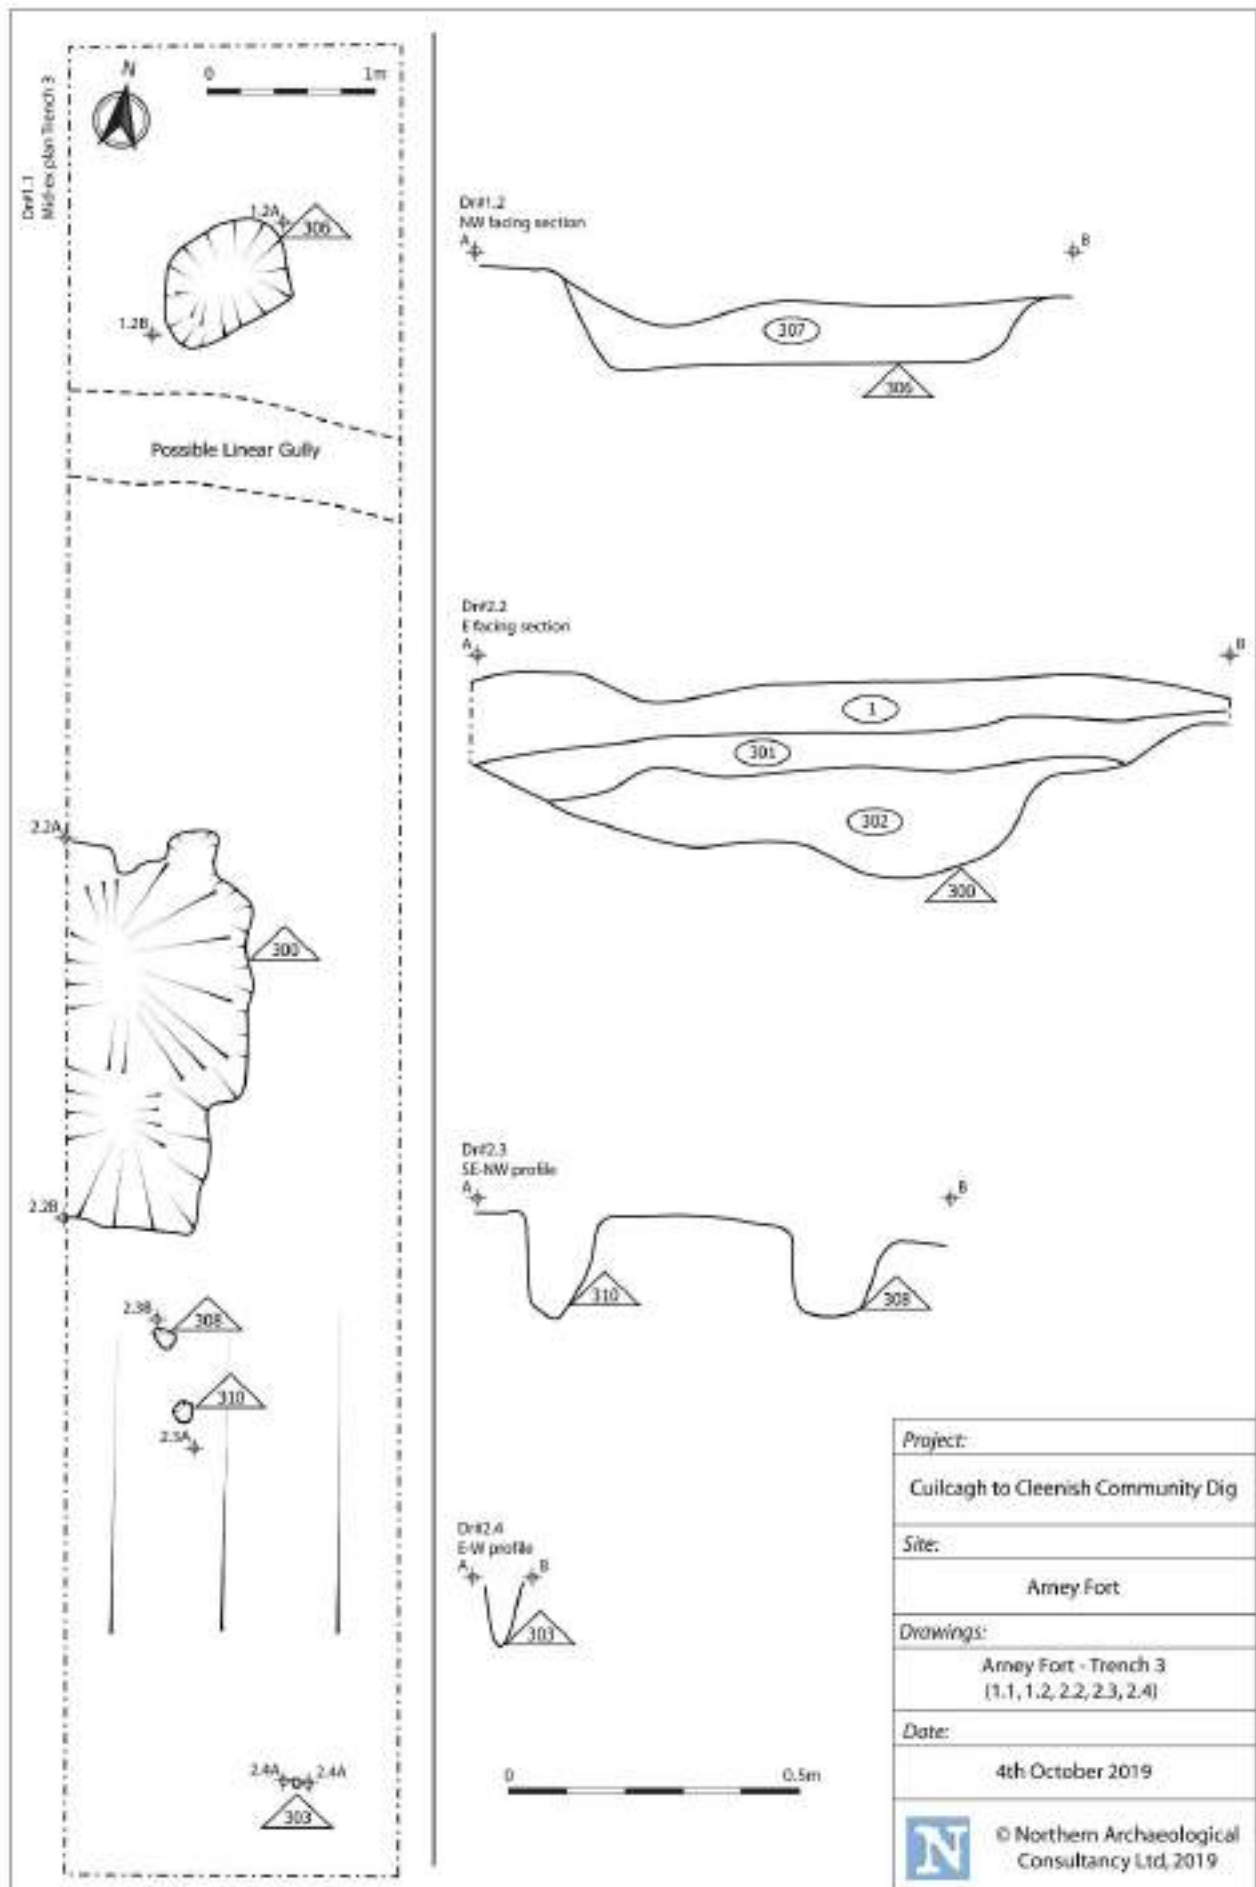 Dr#1.1
Mid-ex plan Trench 3
N
0 1m
1.2A
306
1.2B
Possible Linear Gully
2.2A
300
2.2B
2.3B
308
310
2.3A
2.4A 2.4A
303
Dr#1.2
NW facing section
A B
307
306
Dr#2.2
E facing section
A B
1
301
302
300
Dr#2.3
SE-NW profile
A B
310
308
Dr#2.4
E-W profile
A B
303
0 0.5m
Project:
Cuilcagh to Cleenish Community Dig
Site:
Arney Fort
Drawings:
Arney Fort - Trench 3
(1.1, 1.2, 2.2, 2.3, 2.4)
Date:
4th October 2019
N
© Northern Archaeological
Consultancy Ltd, 2019